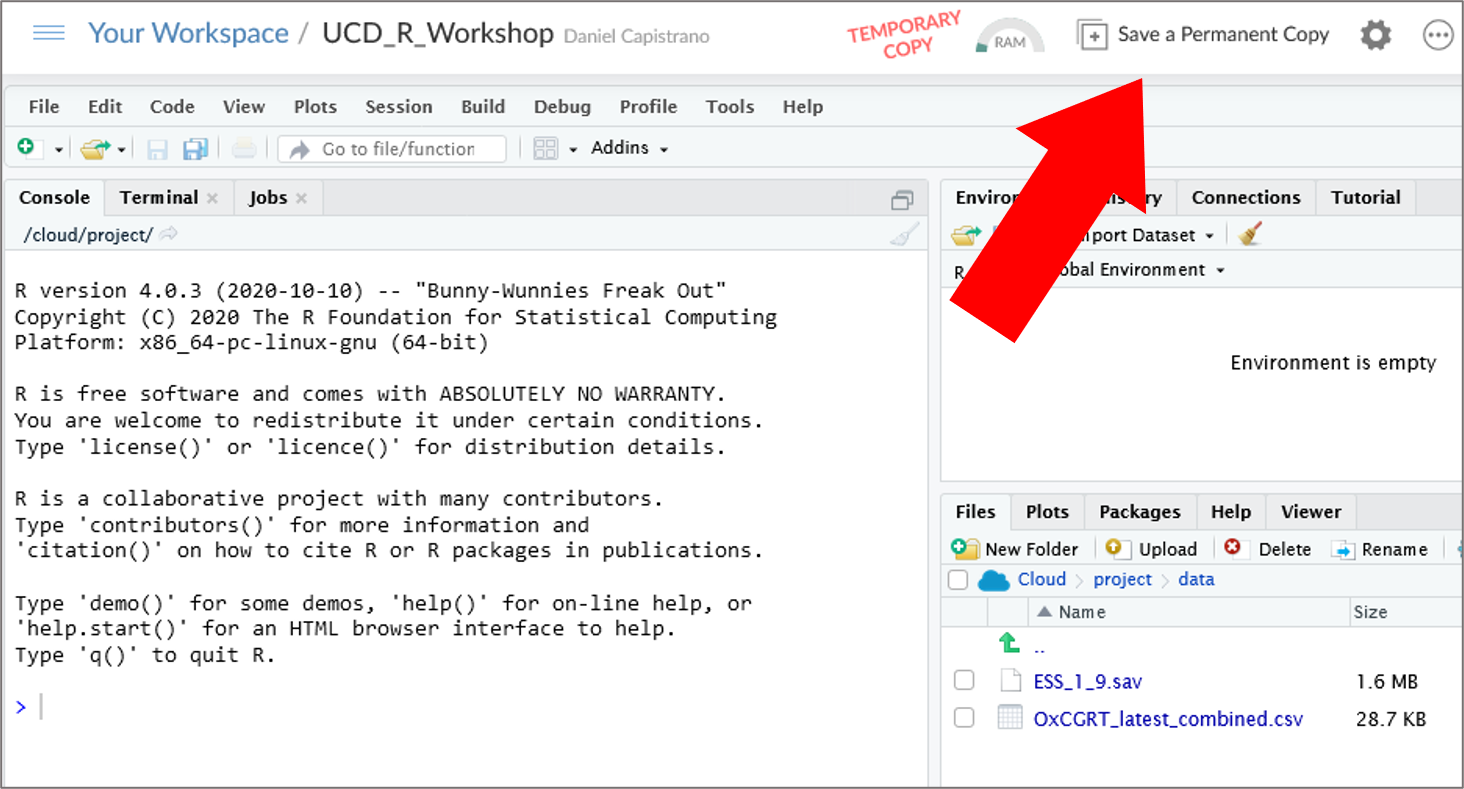 Your Workspace / UCD_R_Workshop Daniel Capistrano
TEMPORARY
COPY
RAM
Save a Permanent Copy
File Edit Code View Plots Session Build Debug Profile Tools Help
Go to file/function
Addins
Console Terminal Jobs
/cloud/project/
R version 4.0.3 (2020-10-10) -- "Bunny-Wunnies Freak Out"
Copyright (C) 2020 The R Foundation for Statistical Computing
Platform: x86_64-pc-linux-gnu (64-bit)
R is free software and comes with ABSOLUTELY NO WARRANTY.
You are welcome to redistribute it under certain conditions.
Type 'license()' or 'licence()' for distribution details.
R is a collaborative project with many contributors.
Type 'contributors()' for more information and
'citation()' on how to cite R or R packages in publications.
Type 'demo()' for some demos, 'help()' for on-line help, or
'help.start()' for an HTML browser interface to help.
Type 'q()' to quit R.
>
Connections Tutorial
Dataset
R
Environment
Environment is empty
Files Plots Packages Help Viewer
New Folder Upload Delete Rename
Cloud project data
Name Size
..
ESS_1_9.sav 1.6 MB
OxCGRT_latest_combined.csv 28.7 KB